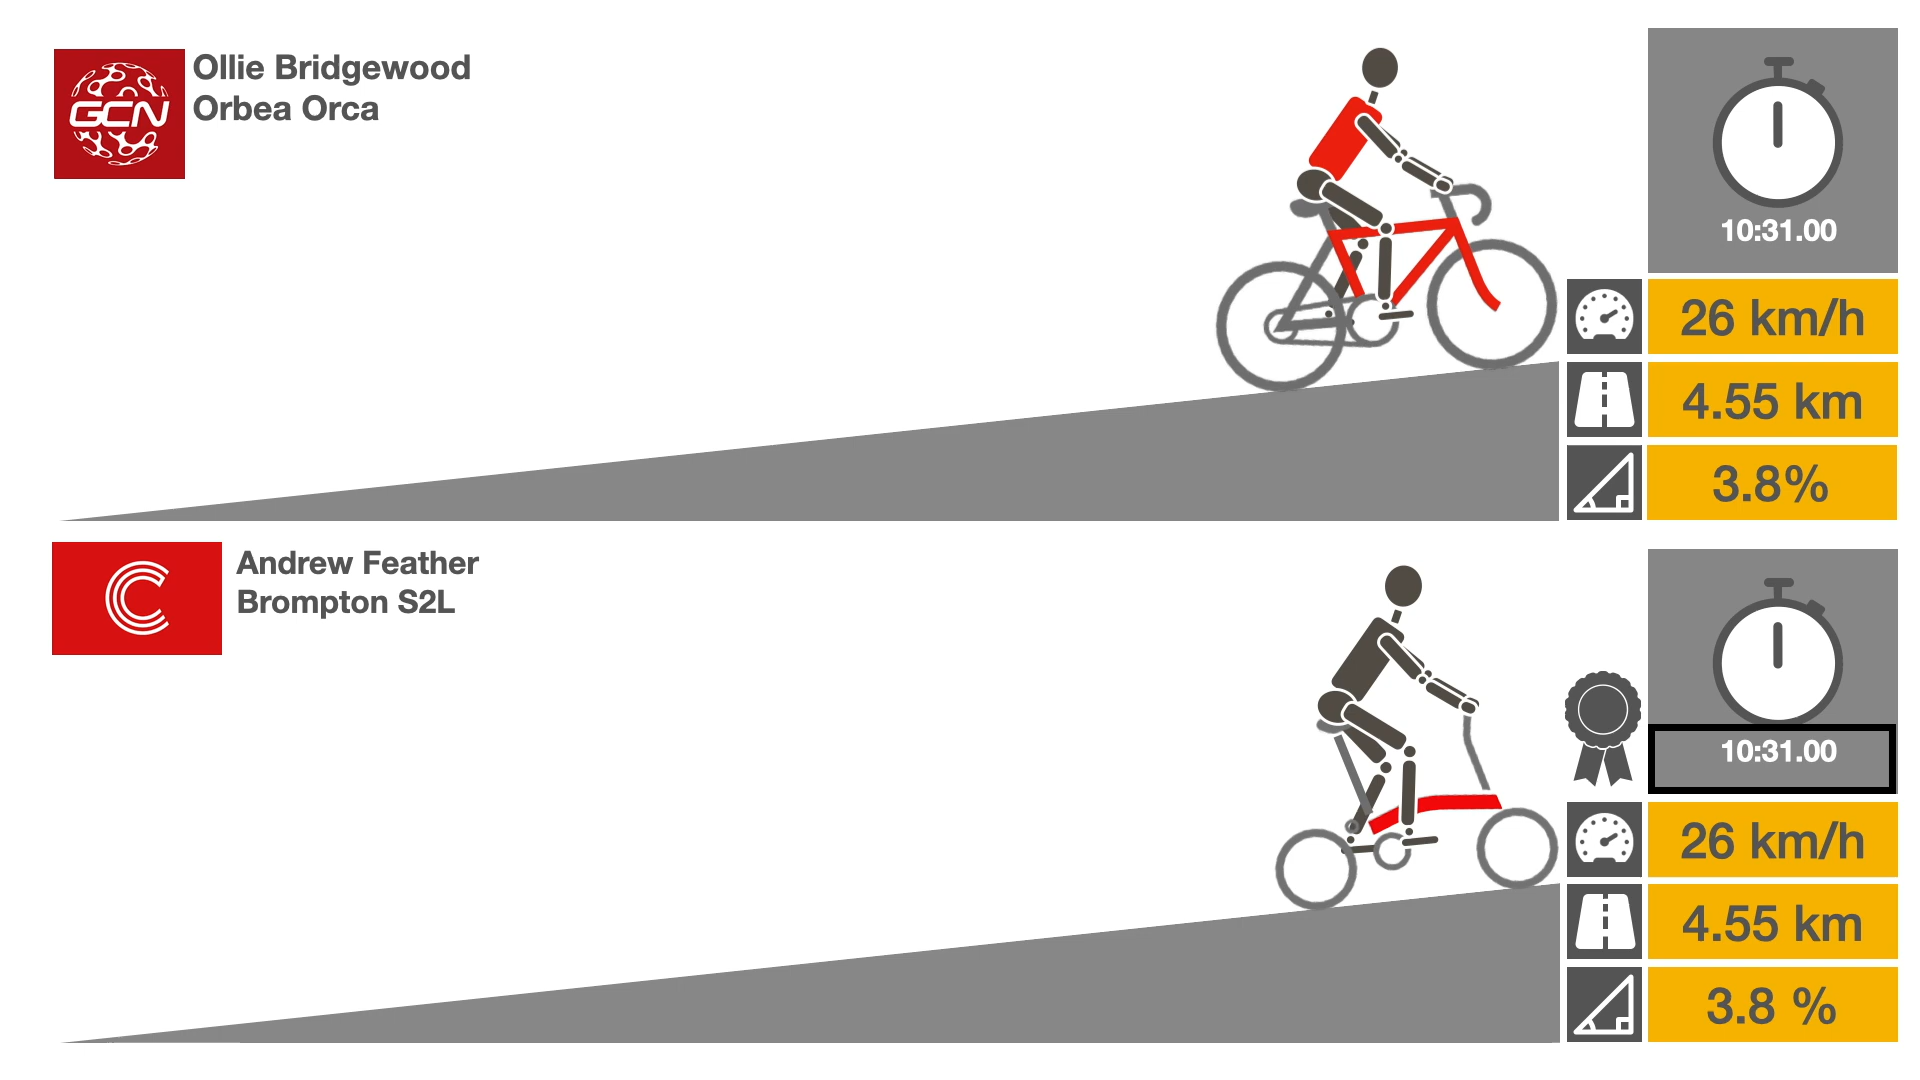 GCN
Ollie Bridgewood
Orbea Orca
10:31.00
26 km/h
4.55 km
3.8%
C
Andrew Feather
Brompton S2L
10:31.00
26 km/h
4.55 km
3.8 %